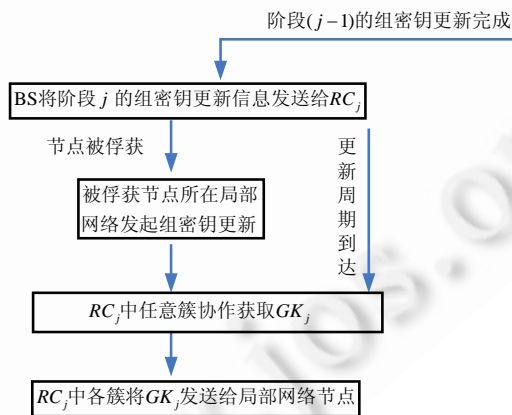 阶段(j−1)的组密钥更新完成
BS将阶段 j 的组密钥更新信息发送给RCj
节点被俘获
更新周期到达
被俘获节点所在局部
网络发起组密钥更新
RCj中任意簇协作获取GKj
RCj中各簇将GKj发送给局部网络节点